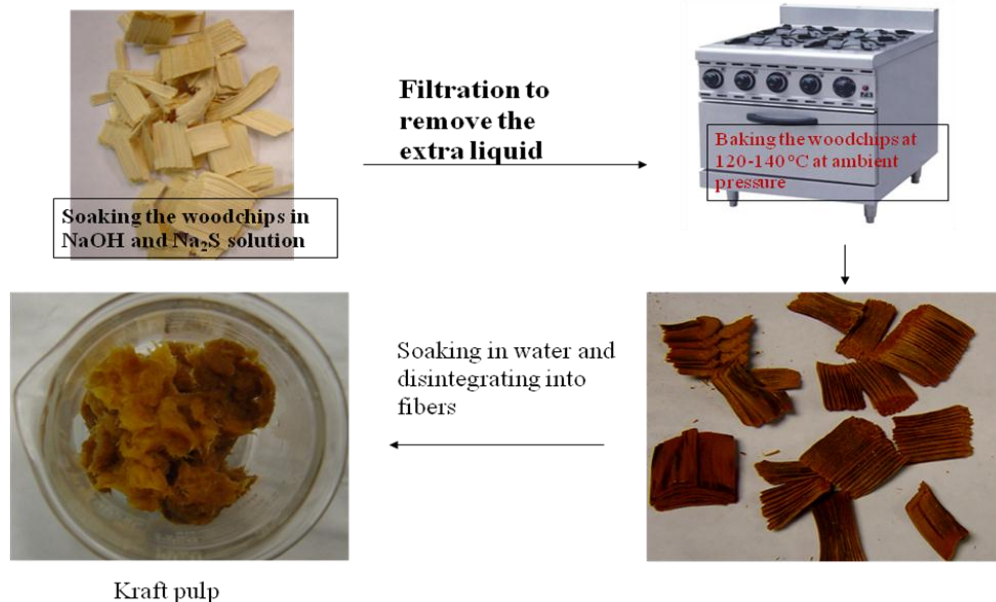 Filtration to
remove the
extra liquid
Soaking the woodchips in
NaOH and Na₂S solution
Baking the woodchips at
120-140 °C at ambient
pressure
Soaking in water and
disintegrating into
fibers
Kraft pulp